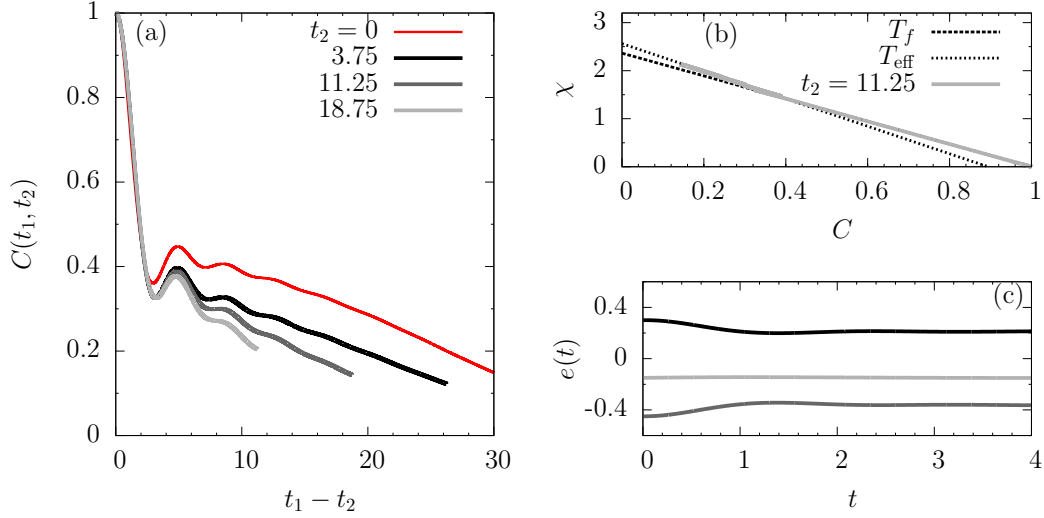 (a)
t₂ = 0
3.75
11.25
18.75
1
0.8
0.6
0.4
0.2
0
C(t₁, t₂)
0 10 20 30
t₁ − t₂
(b)
T_f
T_eff
t₂ = 11.25
3
2
1
0
χ
0 0.2 0.4 0.6 0.8 1
C
(c)
0.4
0
-0.4
e(t)
0 1 2 3 4
t